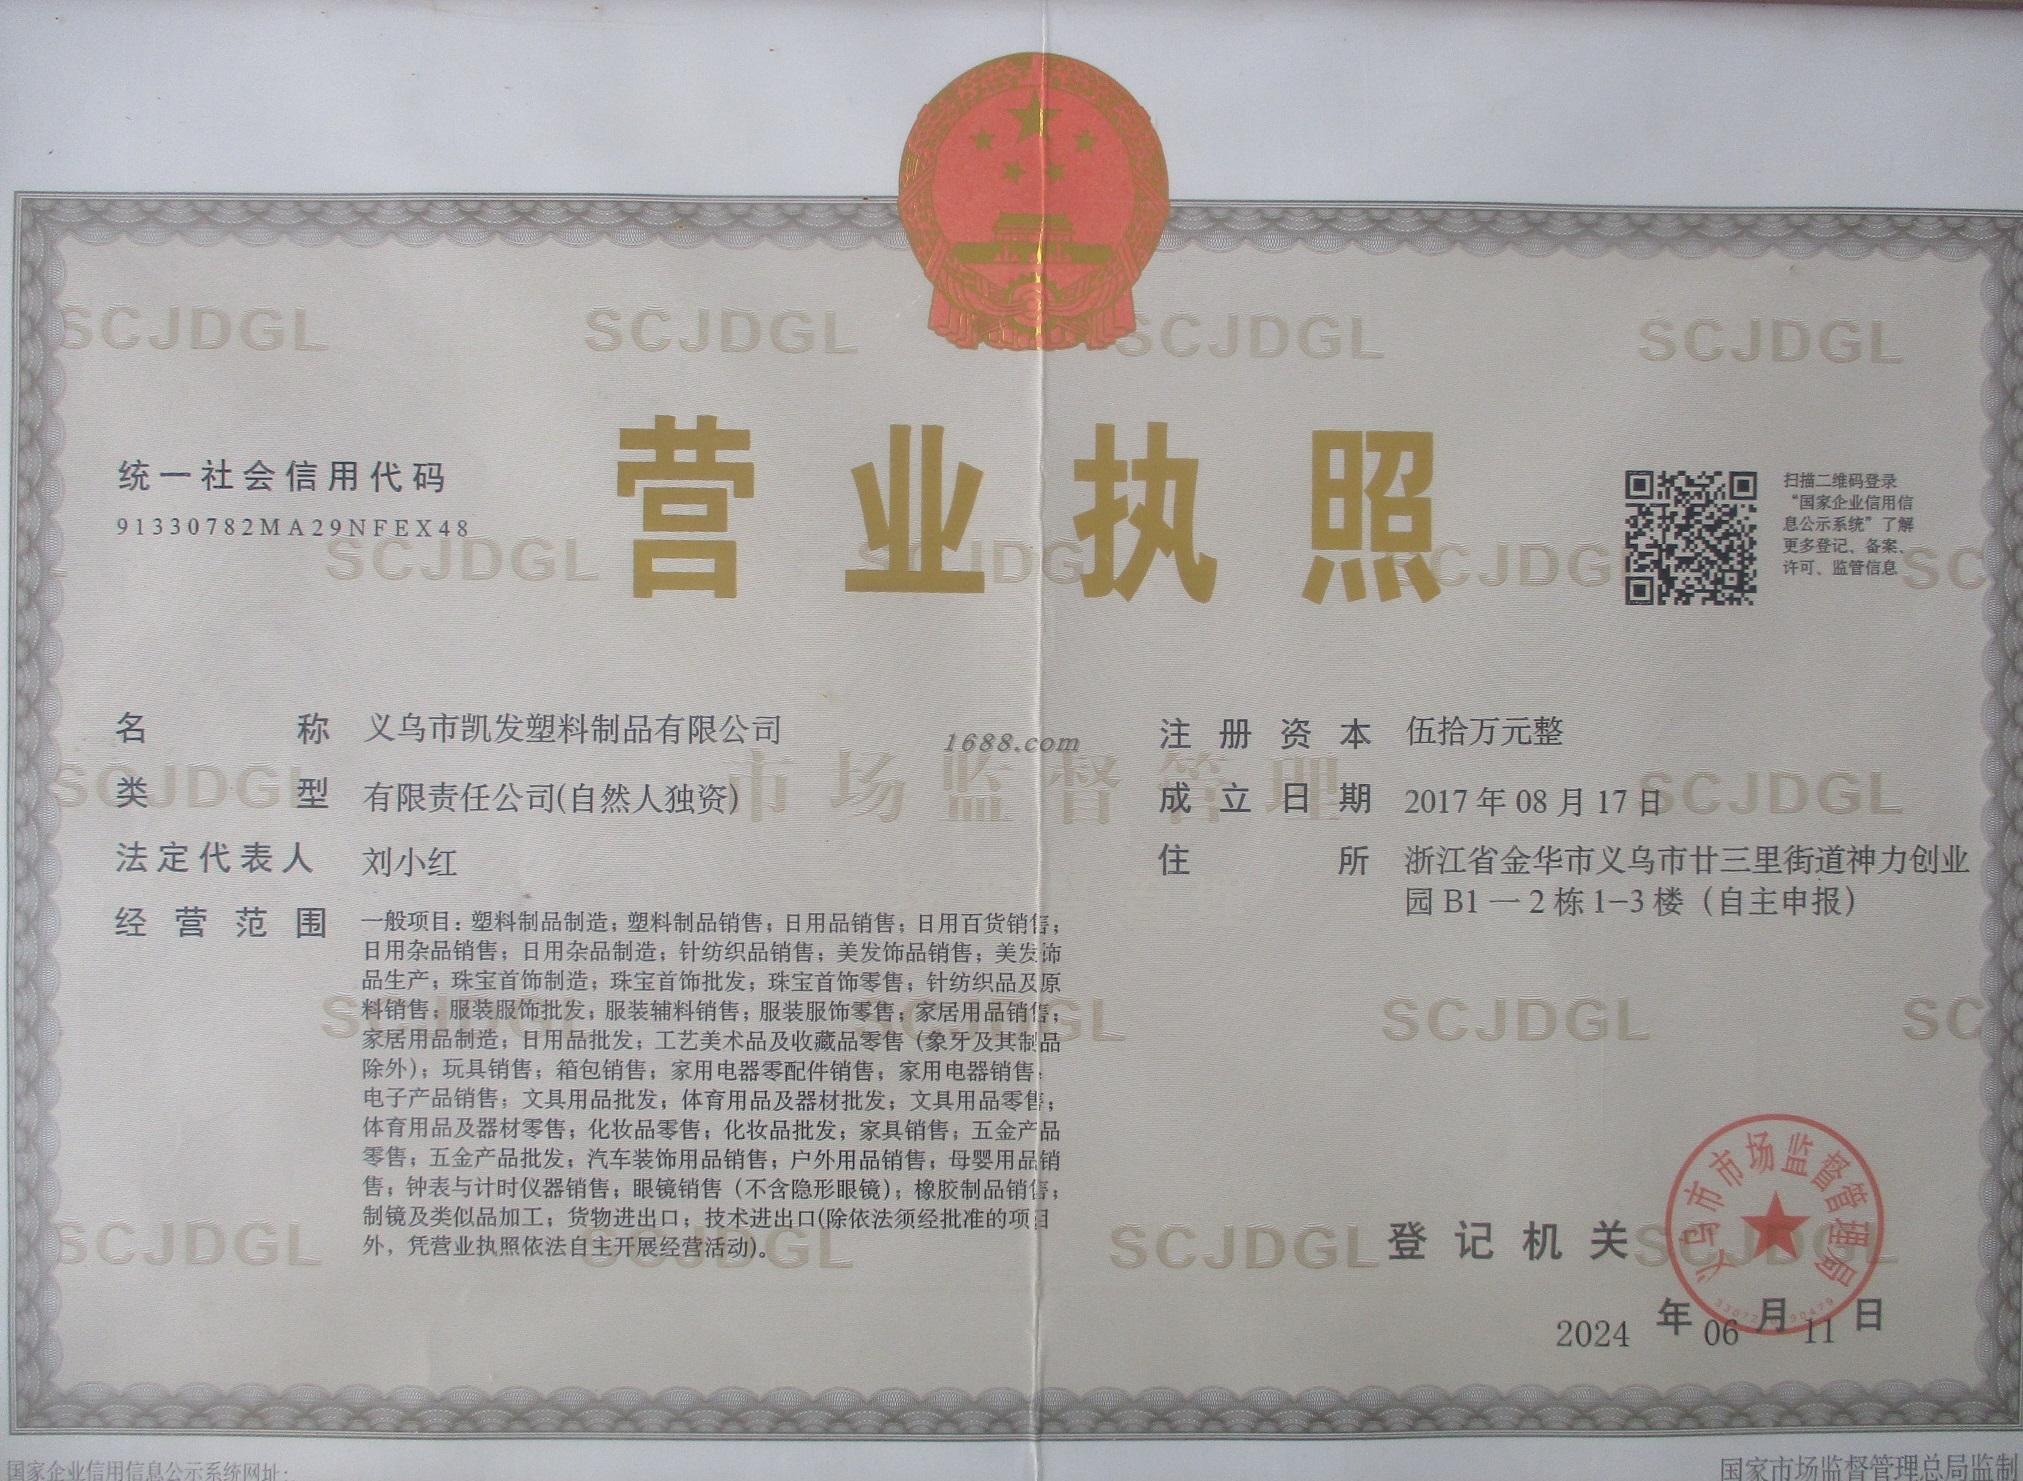 统一社会信用代码
91330782MA29NFEX48
营业执照
扫描二维码登录
“国家企业信用信
息公示系统”了解
更多登记、备案、
许可、监管信息
名称 义乌市凯发塑料制品有限公司
类型 有限责任公司(自然人独资)
法定代表人 刘小红
经营范围 一般项目：塑料制品制造；塑料制品销售；日用品销售；日用百货销售；
日用杂品销售；日用杂品制造；针纺织品销售；美发饰品销售；美发饰
品生产；珠宝首饰制造；珠宝首饰批发；珠宝首饰零售；针纺织品及原
料销售；服装服饰批发；服装辅料销售；服装服饰零售；家居用品销售；
家居用品制造；日用品批发；工艺美术品及收藏品零售（象牙及其制品
除外）；玩具销售；箱包销售；家用电器零配件销售；家用电器销售；
电子产品销售；文具用品批发；体育用品及器材批发；文具用品零售；
体育用品及器材零售；化妆品零售；化妆品批发；家具销售；五金产品
零售；五金产品批发；汽车装饰用品销售；户外用品销售；母婴用品销
售；钟表与计时仪器销售；眼镜销售（不含隐形眼镜）；橡胶制品销售；
制镜及类似品加工；货物进出口；技术进出口(除依法须经批准的项目
外，凭营业执照依法自主开展经营活动)。
注册资本 伍拾万元整
成立日期 2017年08月17日
住所 浙江省金华市义乌市廿三里街道神力创业
园B1一2栋1-3楼（自主申报）
1688.com
市场监督管理
SCJDGL
登记机关
义乌市市场监督管理局
2024年06月11日
国家企业信用信息公示系统网址：
国家市场监督管理总局监制